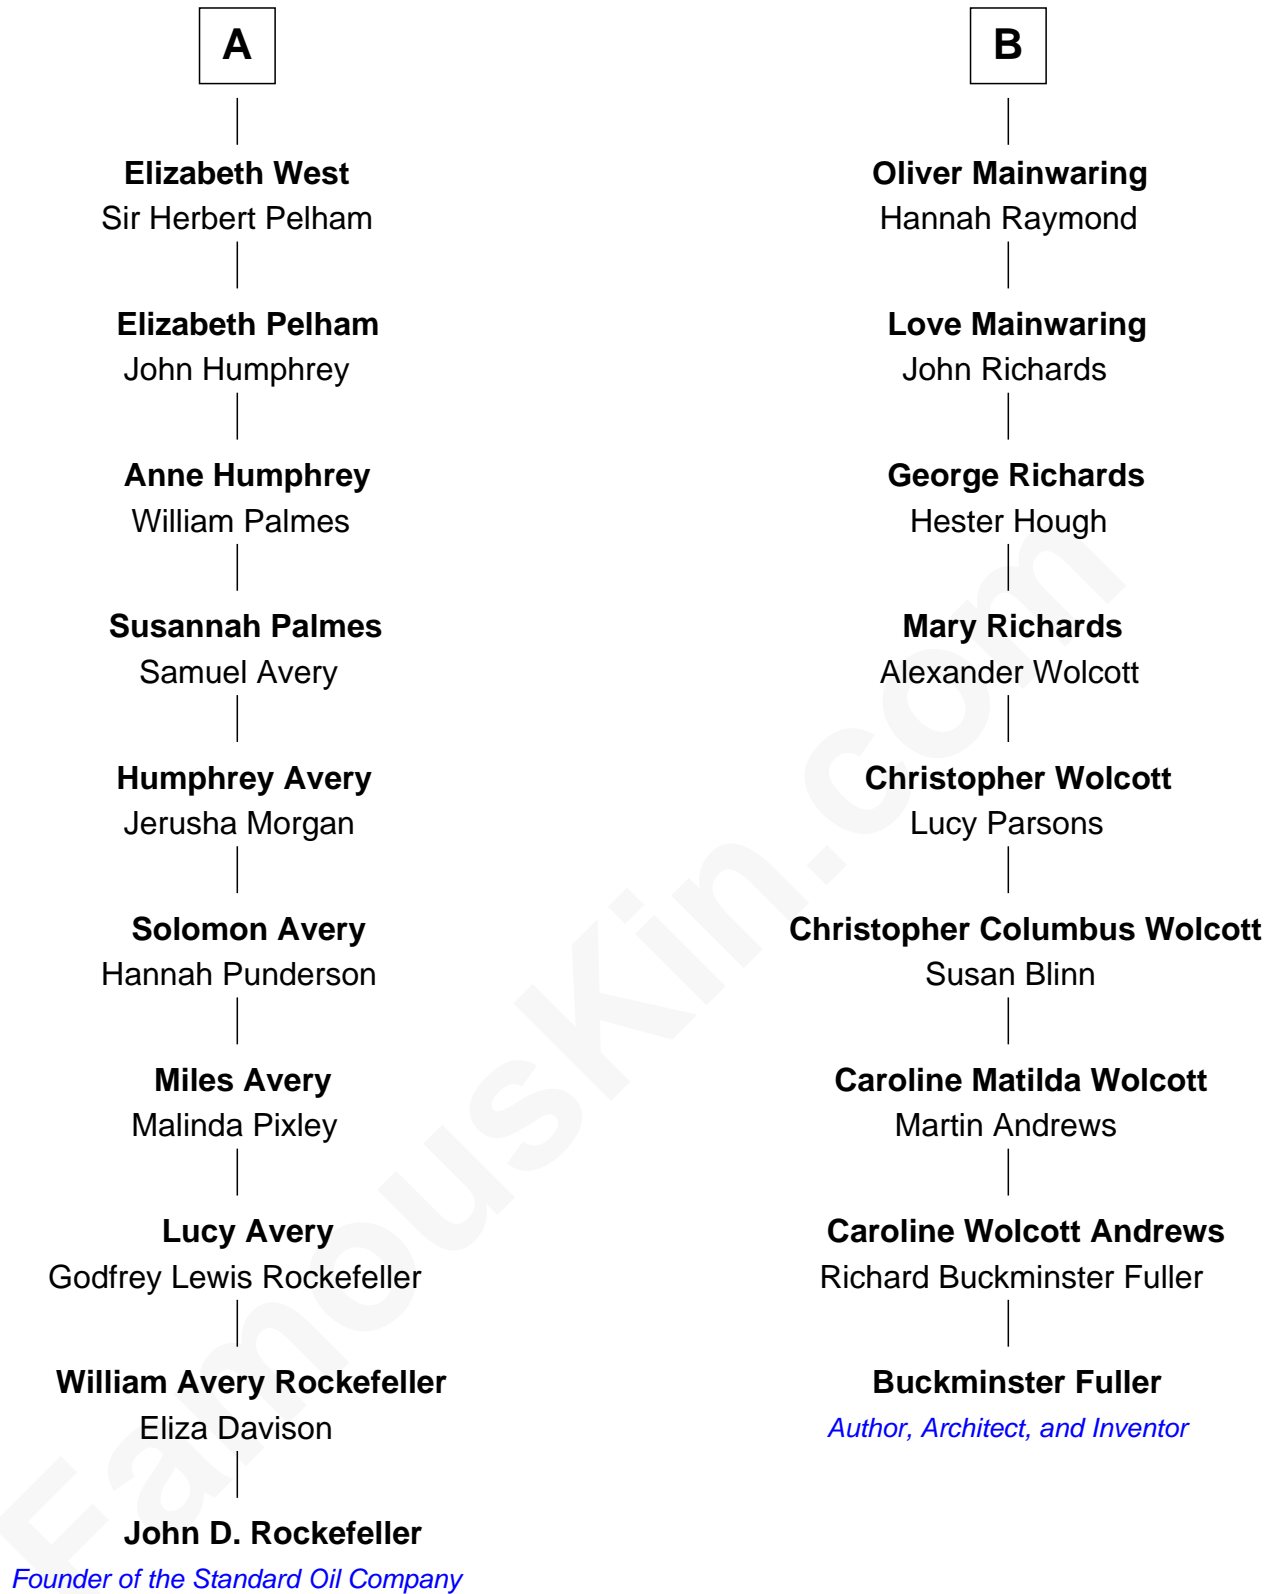 A
Elizabeth West
Sir Herbert Pelham
Elizabeth Pelham
John Humphrey
Anne Humphrey
William Palmes
Susannah Palmes
Samuel Avery
Humphrey Avery
Jerusha Morgan
Solomon Avery
Hannah Punderson
Miles Avery
Malinda Pixley
Lucy Avery
Godfrey Lewis Rockefeller
William Avery Rockefeller
Eliza Davison
John D. Rockefeller
Founder of the Standard Oil Company
B
Oliver Mainwaring
Hannah Raymond
Love Mainwaring
John Richards
George Richards
Hester Hough
Mary Richards
Alexander Wolcott
Christopher Wolcott
Lucy Parsons
Christopher Columbus Wolcott
Susan Blinn
Caroline Matilda Wolcott
Martin Andrews
Caroline Wolcott Andrews
Richard Buckminster Fuller
Buckminster Fuller
Author, Architect, and Inventor
FamousKin.com